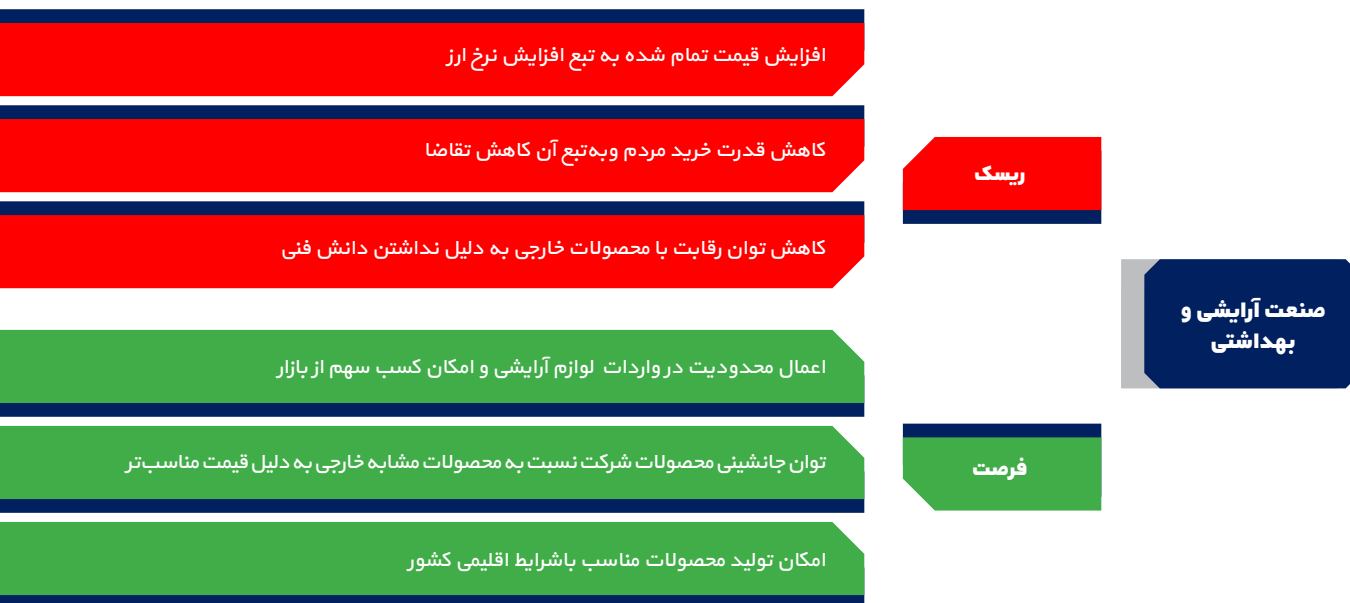 صنعت آرایشی و
بهداشتی
ریسک
افزایش قیمت تمام شده به تبع افزایش نرخ ارز
کاهش قدرت خرید مردم وبه‌تبع آن کاهش تقاضا
کاهش توان رقابت با محصولات خارجی به دلیل نداشتن دانش فنی
فرصت
اعمال محدودیت در واردات لوازم آرایشی و امکان کسب سهم از بازار
توان جانشینی محصولات شرکت نسبت به محصولات مشابه خارجی به دلیل قیمت مناسب‌تر
امکان تولید محصولات مناسب باشرایط اقلیمی کشور